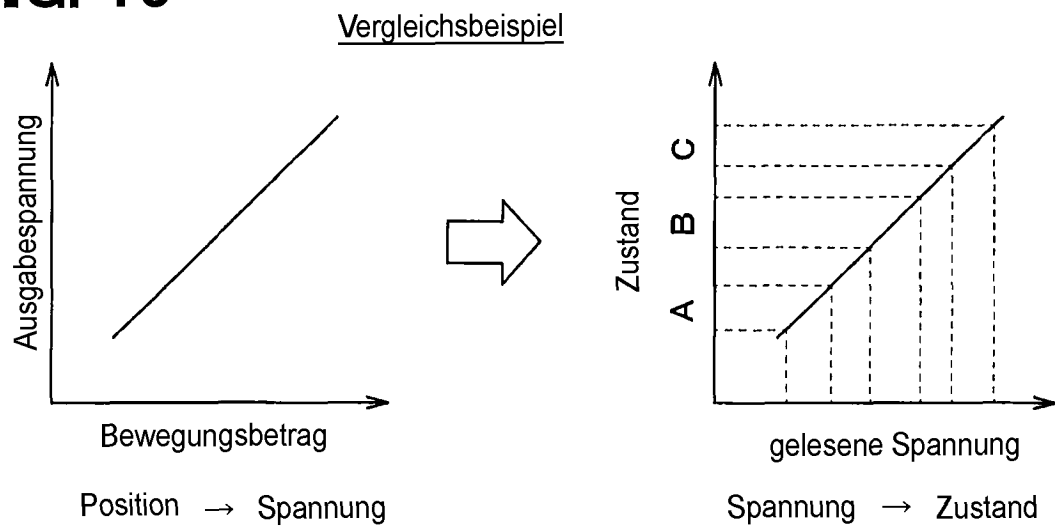 Vergleichsbeispiel
Ausgabespannung
Bewegungsbetrag
Position → Spannung
Zustand
A
B
C
gelesene Spannung
Spannung → Zustand